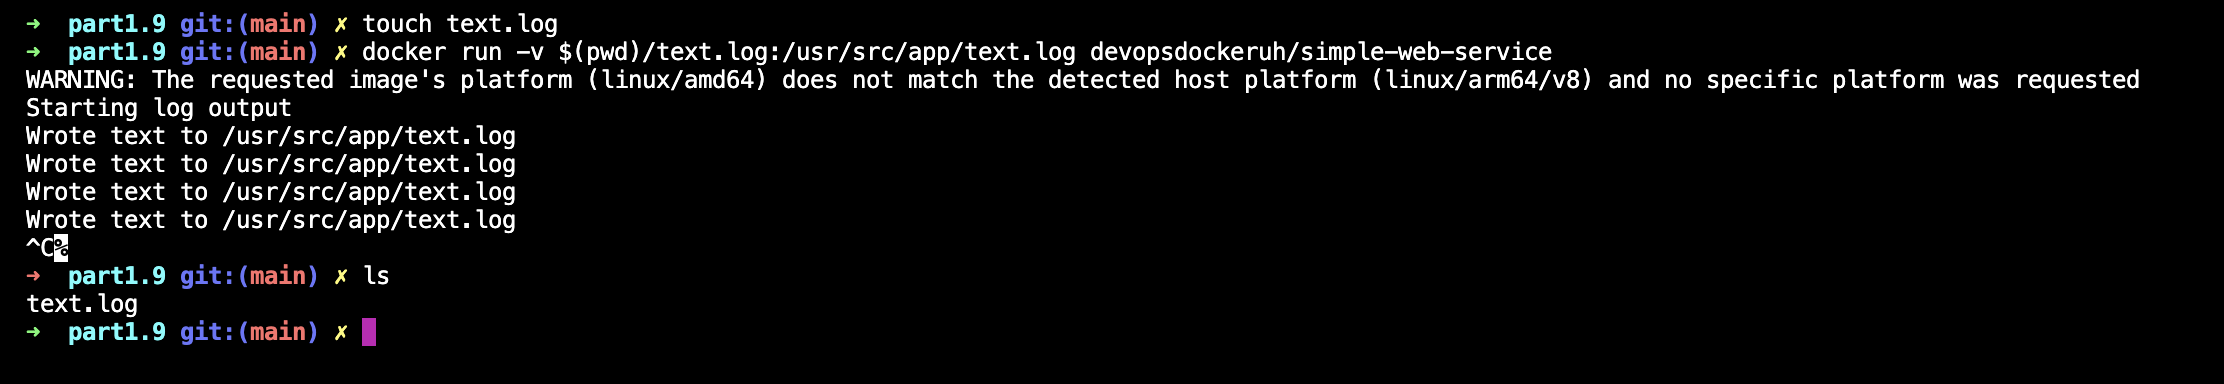 → part1.9 git:(main) ✗ touch text.log
→ part1.9 git:(main) ✗ docker run -v $(pwd)/text.log:/usr/src/app/text.log devopsdockeruh/simple-web-service
WARNING: The requested image's platform (linux/amd64) does not match the detected host platform (linux/arm64/v8) and no specific platform was requested
Starting log output
Wrote text to /usr/src/app/text.log
Wrote text to /usr/src/app/text.log
Wrote text to /usr/src/app/text.log
Wrote text to /usr/src/app/text.log
^C%
→ part1.9 git:(main) ✗ ls
text.log
→ part1.9 git:(main) ✗